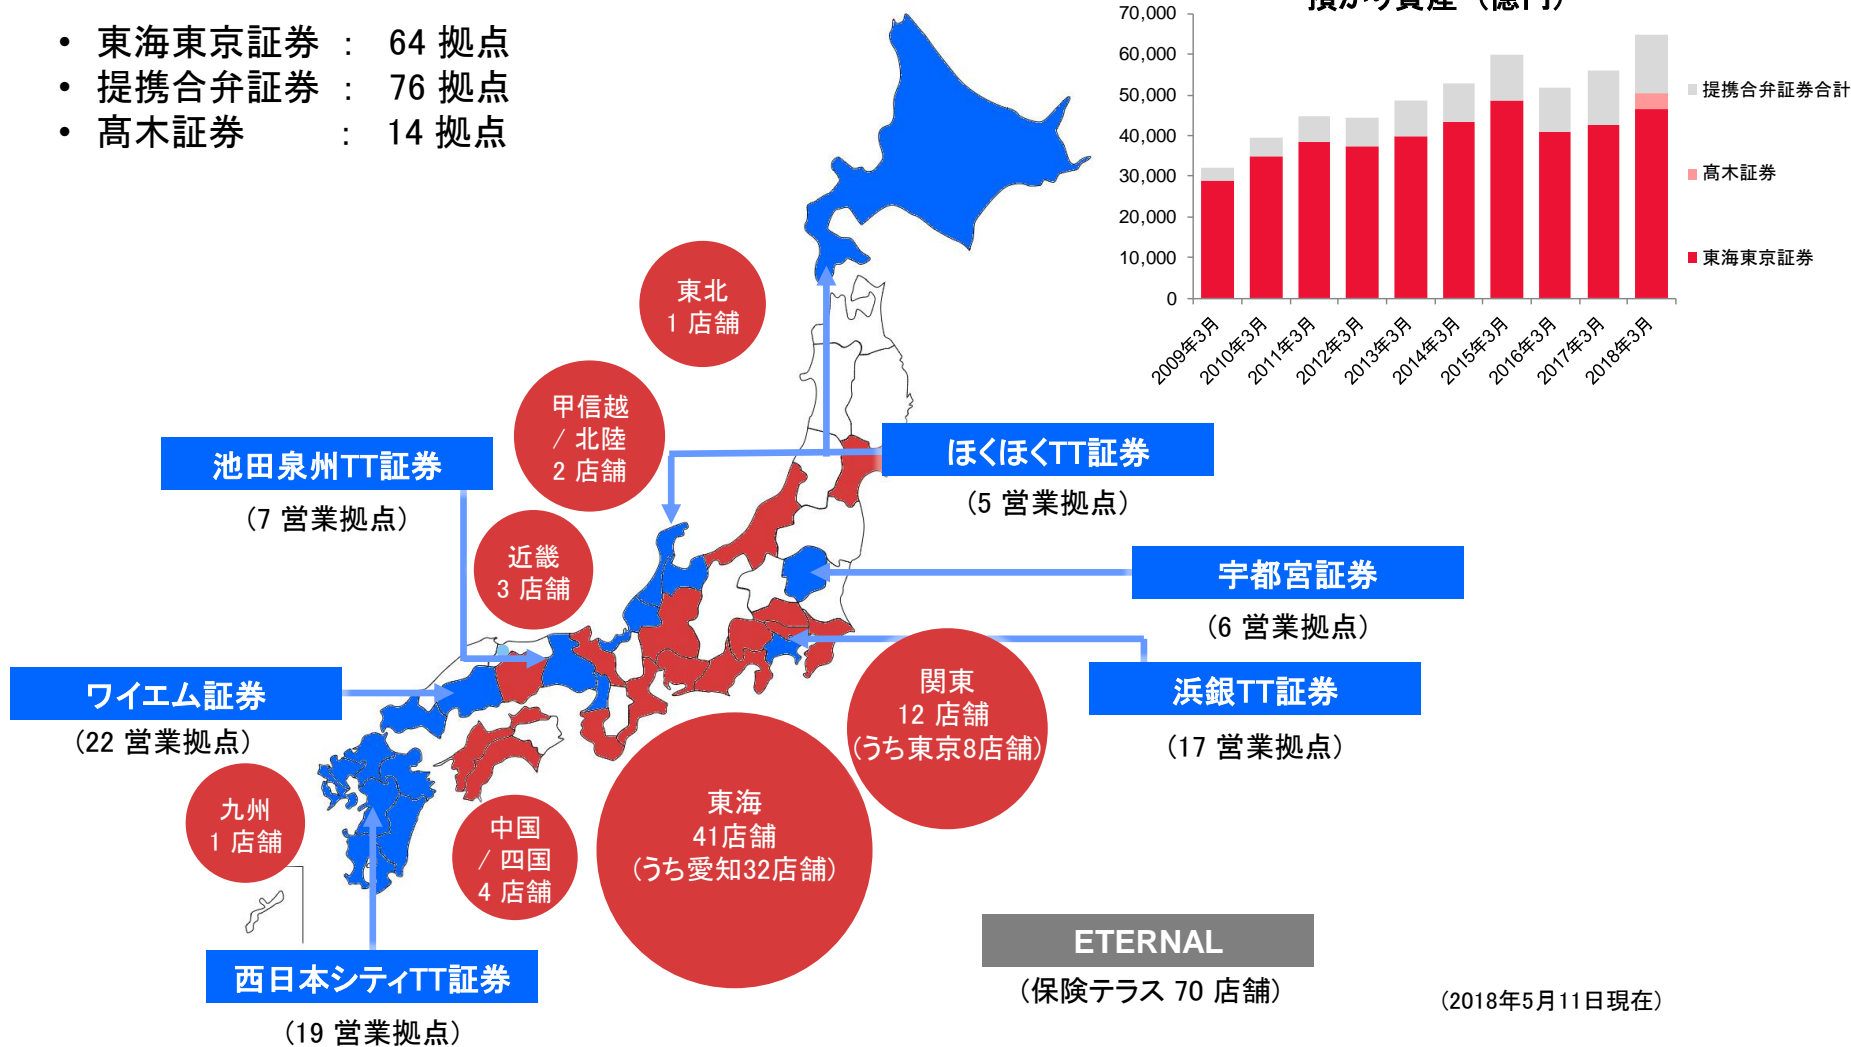 • 東海東京証券 : 64 拠点
• 提携合弁証券 : 76 拠点
• 髙木証券 : 14 拠点
預かり資産 (億円)
70,000
60,000
50,000
40,000
30,000
20,000
10,000
0
2009年3月
2010年3月
2011年3月
2012年3月
2013年3月
2014年3月
2015年3月
2016年3月
2017年3月
2018年3月
提携合弁証券合計
髙木証券
東海東京証券
東北
1 店舗
甲信越
/ 北陸
2 店舗
池田泉州TT証券
(7 営業拠点)
ほくほくTT証券
(5 営業拠点)
近畿
3 店舗
宇都宮証券
(6 営業拠点)
ワイエム証券
(22 営業拠点)
関東
12 店舗
(うち東京8店舗)
浜銀TT証券
(17 営業拠点)
九州
1 店舗
中国
/ 四国
4 店舗
東海
41店舗
(うち愛知32店舗)
西日本シティTT証券
(19 営業拠点)
ETERNAL
(保険テラス 70 店舗)
(2018年5月11日現在)